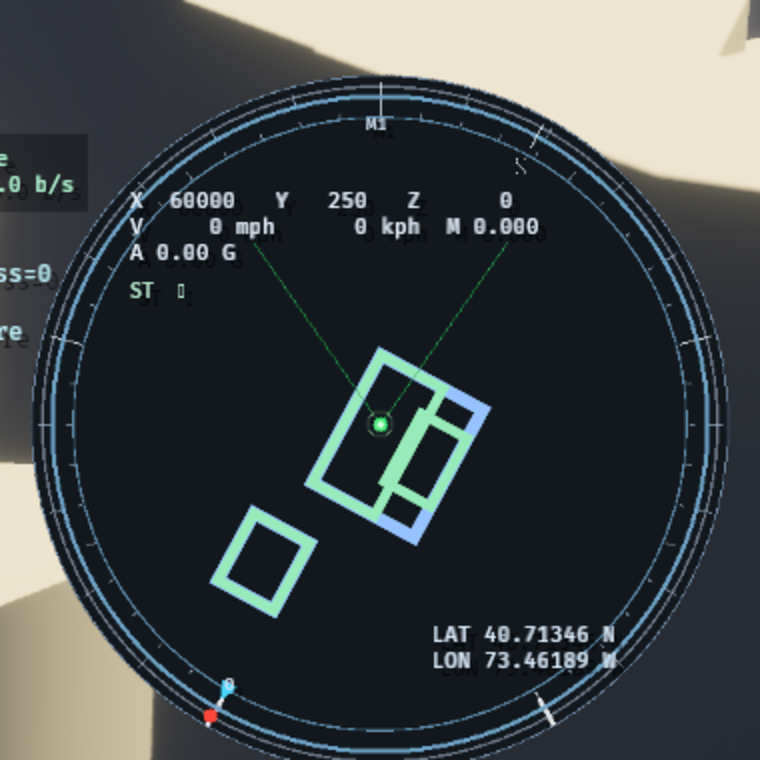 M1
S
e
.0 b/s
X 60000 Y 250 Z 0
V 0 mph 0 kph M 0.000
A 0.00 G
ss=0
ST ▯
re
LAT 40.71346 N
LON 73.46189 W
0